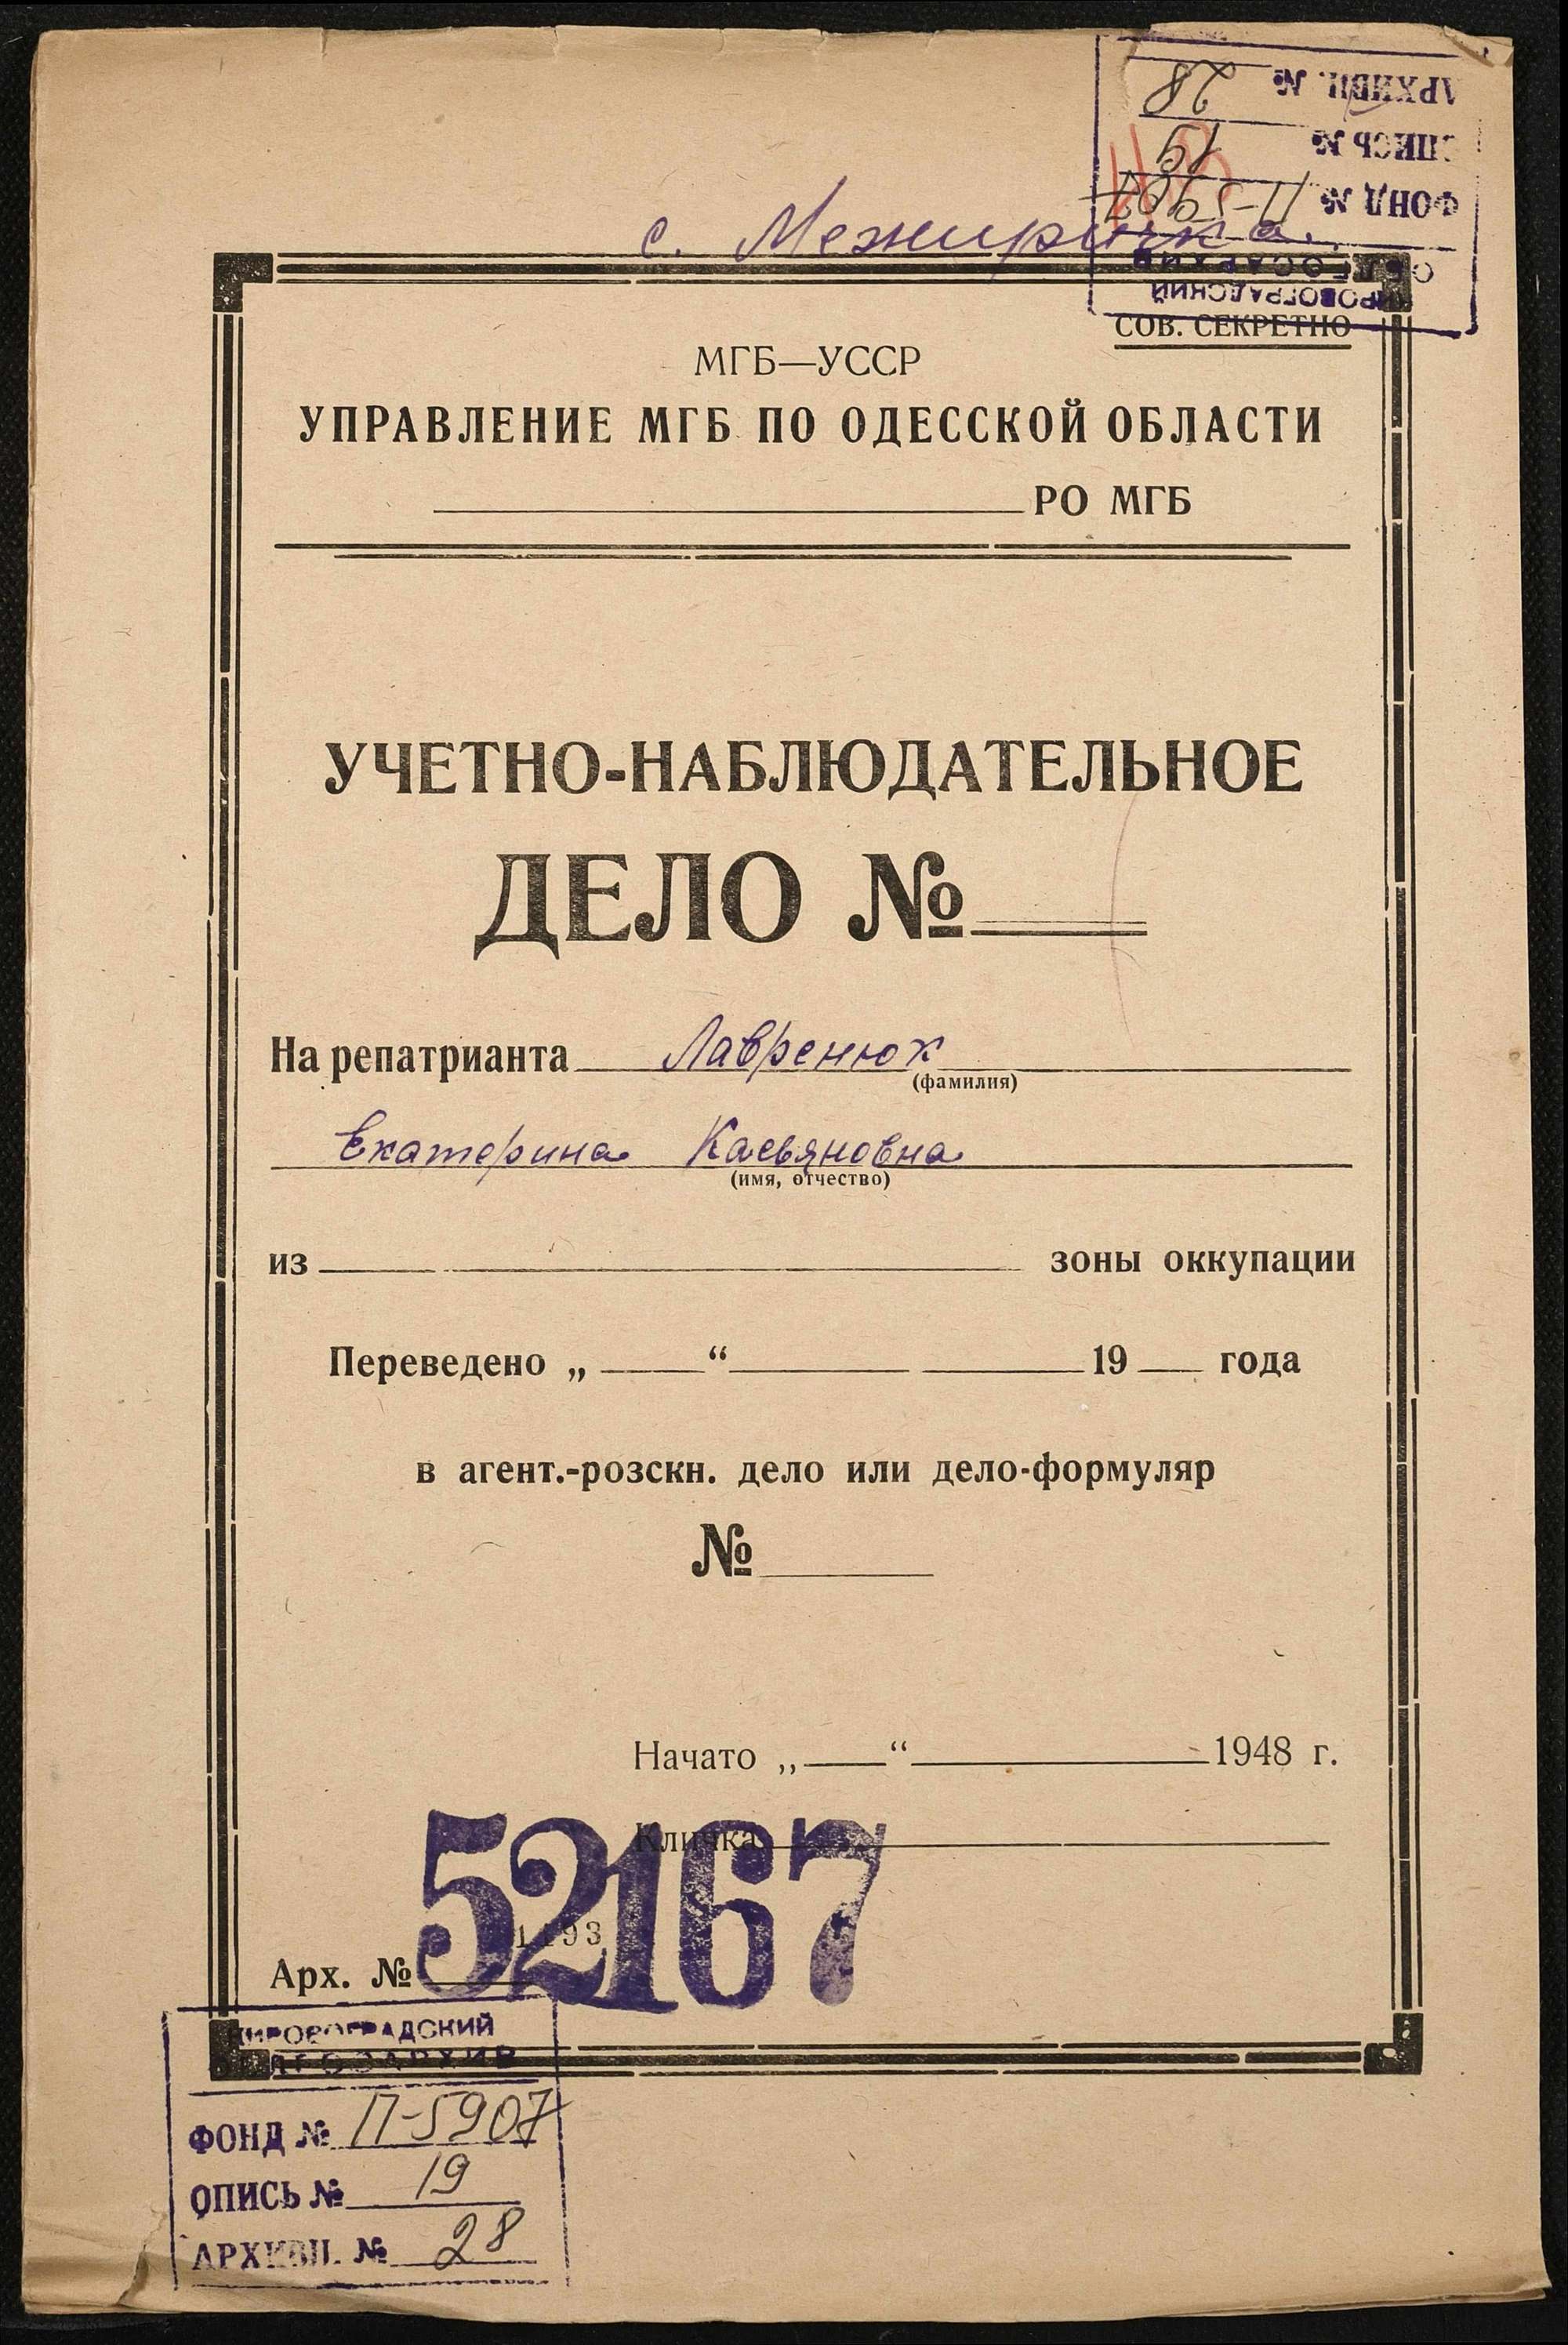 АРХИВН. № 28
ОПИСЬ № 19
ФОНД № П-5907
ОБЛГОСАРХИВ
КИРОВОГРАДСКИЙ
с. Межиричка.
СОВ. СЕКРЕТНО
МГБ—УССР
УПРАВЛЕНИЕ МГБ ПО ОДЕССКОЙ ОБЛАСТИ
РО МГБ
УЧЕТНО-НАБЛЮДАТЕЛЬНОЕ
ДЕЛО №
На репатрианта Лавренюк
(фамилия)
Екатерина Касьяновна
(имя, отчество)
из зоны оккупации
Переведено „ “ 19 года
в агент.-розскн. дело или дело-формуляр
№
Начато „ “ 1948 г.
Кличка
52167
Арх. №
КИРОВОГРАДСКИЙ
ОБЛГОСАРХИВ
ФОНД № П-5907
ОПИСЬ № 19
АРХИВН. № 28